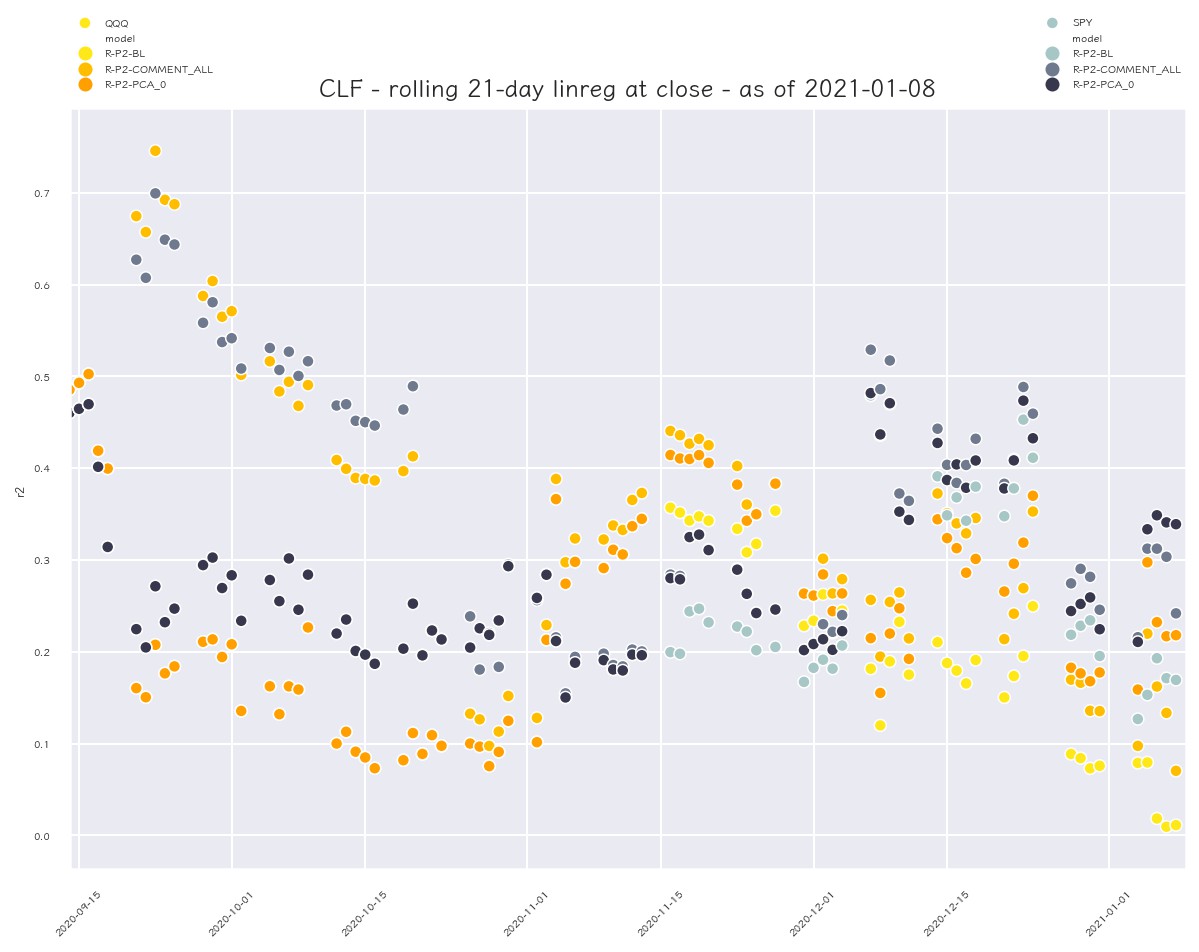 QQQ
model
R-P2-BL
R-P2-COMMENT_ALL
R-P2-PCA_0
SPY
model
R-P2-BL
R-P2-COMMENT_ALL
R-P2-PCA_0
CLF - rolling 21-day linreg at close - as of 2021-01-08
r2
0.7
0.6
0.5
0.4
0.3
0.2
0.1
0.0
2020-09-15
2020-10-01
2020-10-15
2020-11-01
2020-11-15
2020-12-01
2020-12-15
2021-01-01